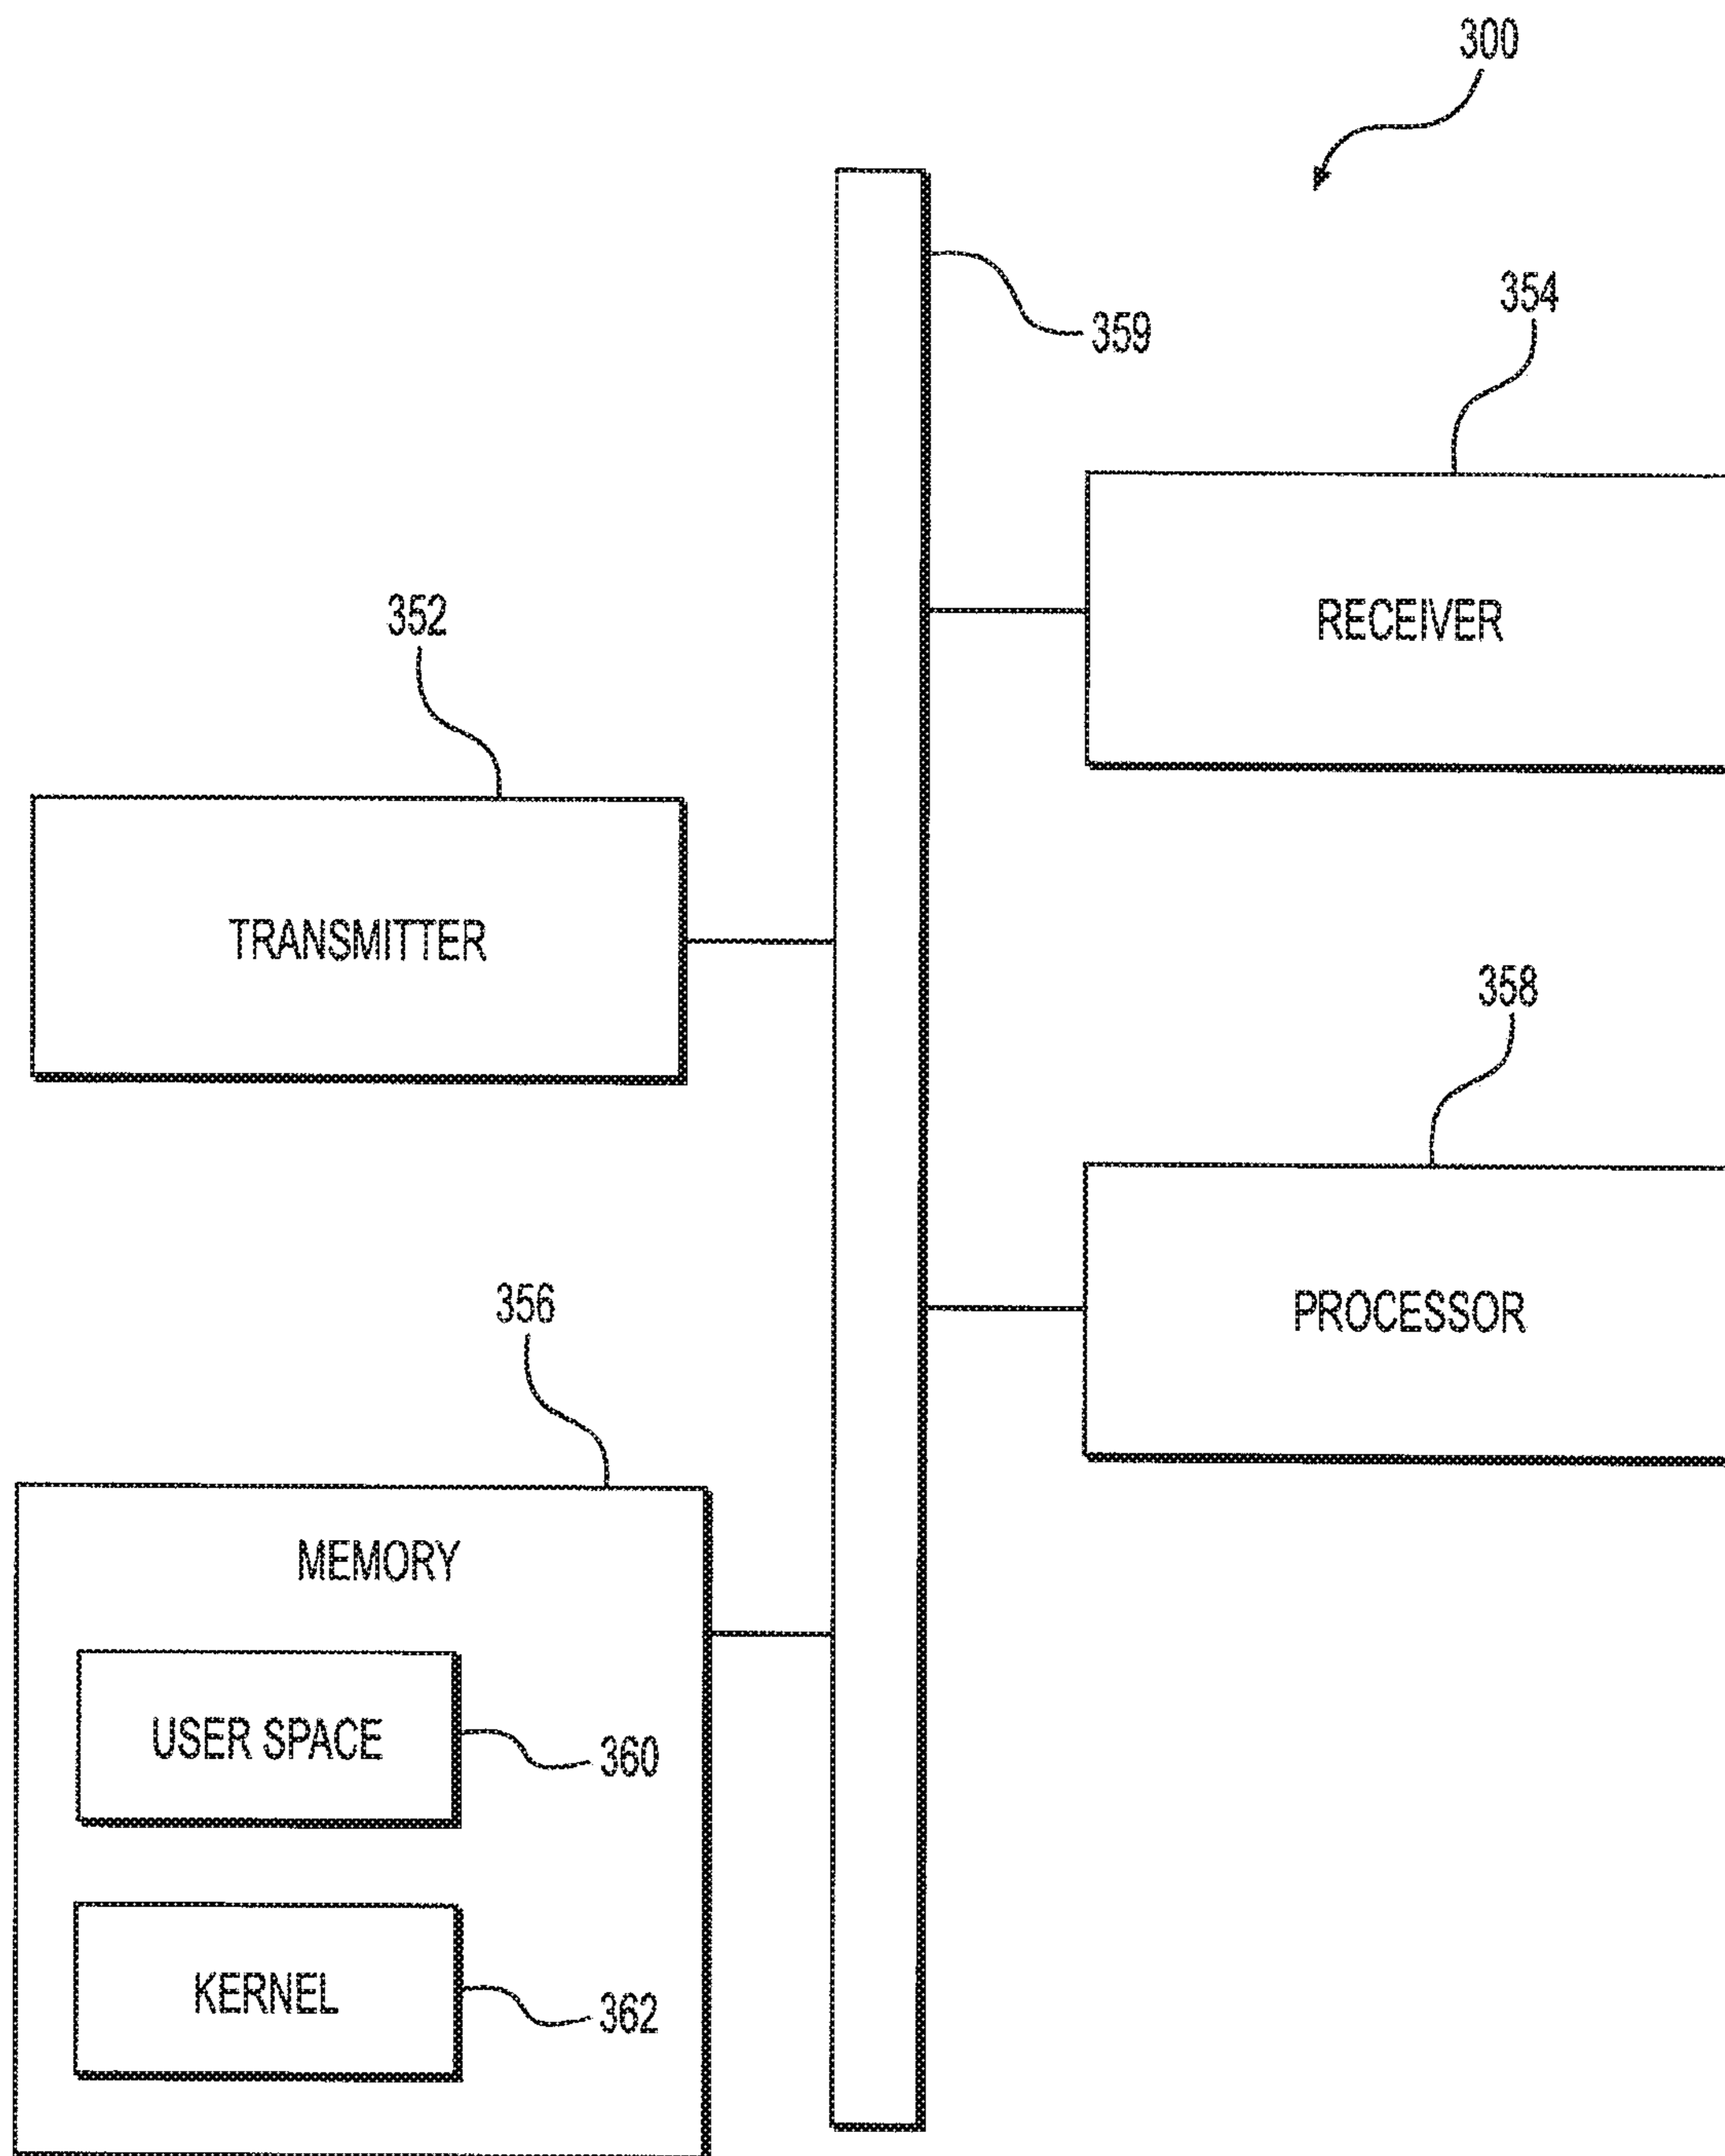 300
359
354
RECEIVER
352
TRANSMITTER
358
PROCESSOR
356
MEMORY
USER SPACE
360
KERNEL
362